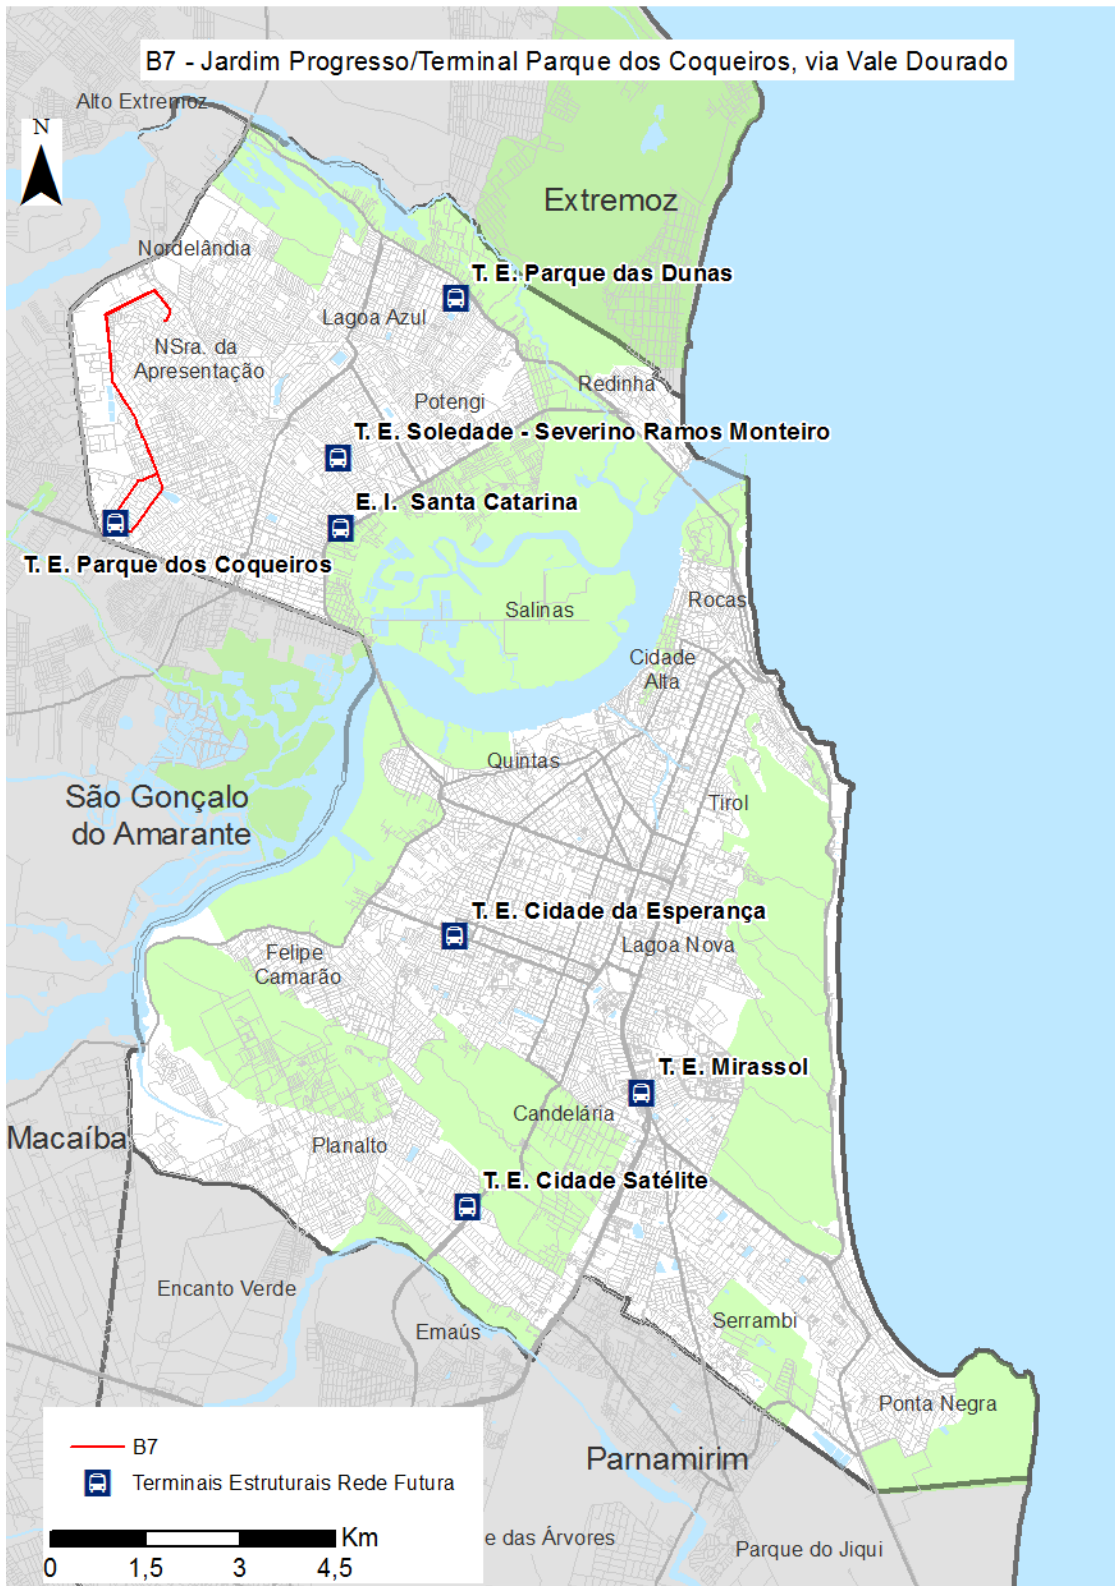 B7 - Jardim Progresso/Terminal Parque dos Coqueiros, via Vale Dourado
Alto Extremoz
N
Extremoz
Nordelândia
T. E. Parque das Dunas
Lagoa Azul
NSra. da
Apresentação
Redinha
Potengi
T. E. Soledade - Severino Ramos Monteiro
E. I. Santa Catarina
T. E. Parque dos Coqueiros
Salinas
Rocas
Cidade
Alta
Quintas
São Gonçalo
do Amarante
Tirol
T. E. Cidade da Esperança
Lagoa Nova
Felipe
Camarão
T. E. Mirassol
Candelária
Macaíba
Planalto
T. E. Cidade Satélite
Encanto Verde
Emaús
Serrambi
Ponta Negra
Parnamirim
B7
Terminais Estruturais Rede Futura
Km
0 1,5 3 4,5
e das Árvores
Parque do Jiqui